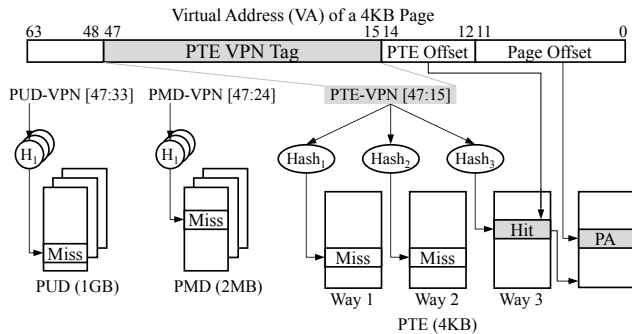 Virtual Address (VA) of a 4KB Page
63 48 47 15 14 12 11 0
PTE VPN Tag PTE Offset Page Offset
PUD-VPN [47:33] PMD-VPN [47:24] PTE-VPN [47:15]
H1 H1 Hash1 Hash2 Hash3
Miss Hit PA
Miss Miss Miss
PUD (1GB) PMD (2MB) Way 1 Way 2 Way 3
PTE (4KB)